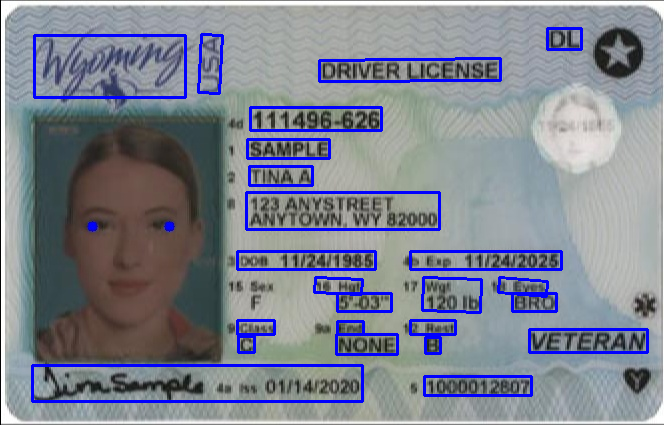 Wyoming USA DL
DRIVER LICENSE
4d 111496-626
11/24/1985
1 SAMPLE
2 TINA A
8 123 ANYSTREET
ANYTOWN, WY 82000
3 DOB 11/24/1985 4b Exp 11/24/2025
15 Sex 16 Hgt 17 Wgt 18 Eyes
F 5'-03" 120 lb BRO
9 Class 9a End 12 Rest
C NONE B
VETERAN
Tina Sample 4a Iss 01/14/2020 5 1000012807
Y